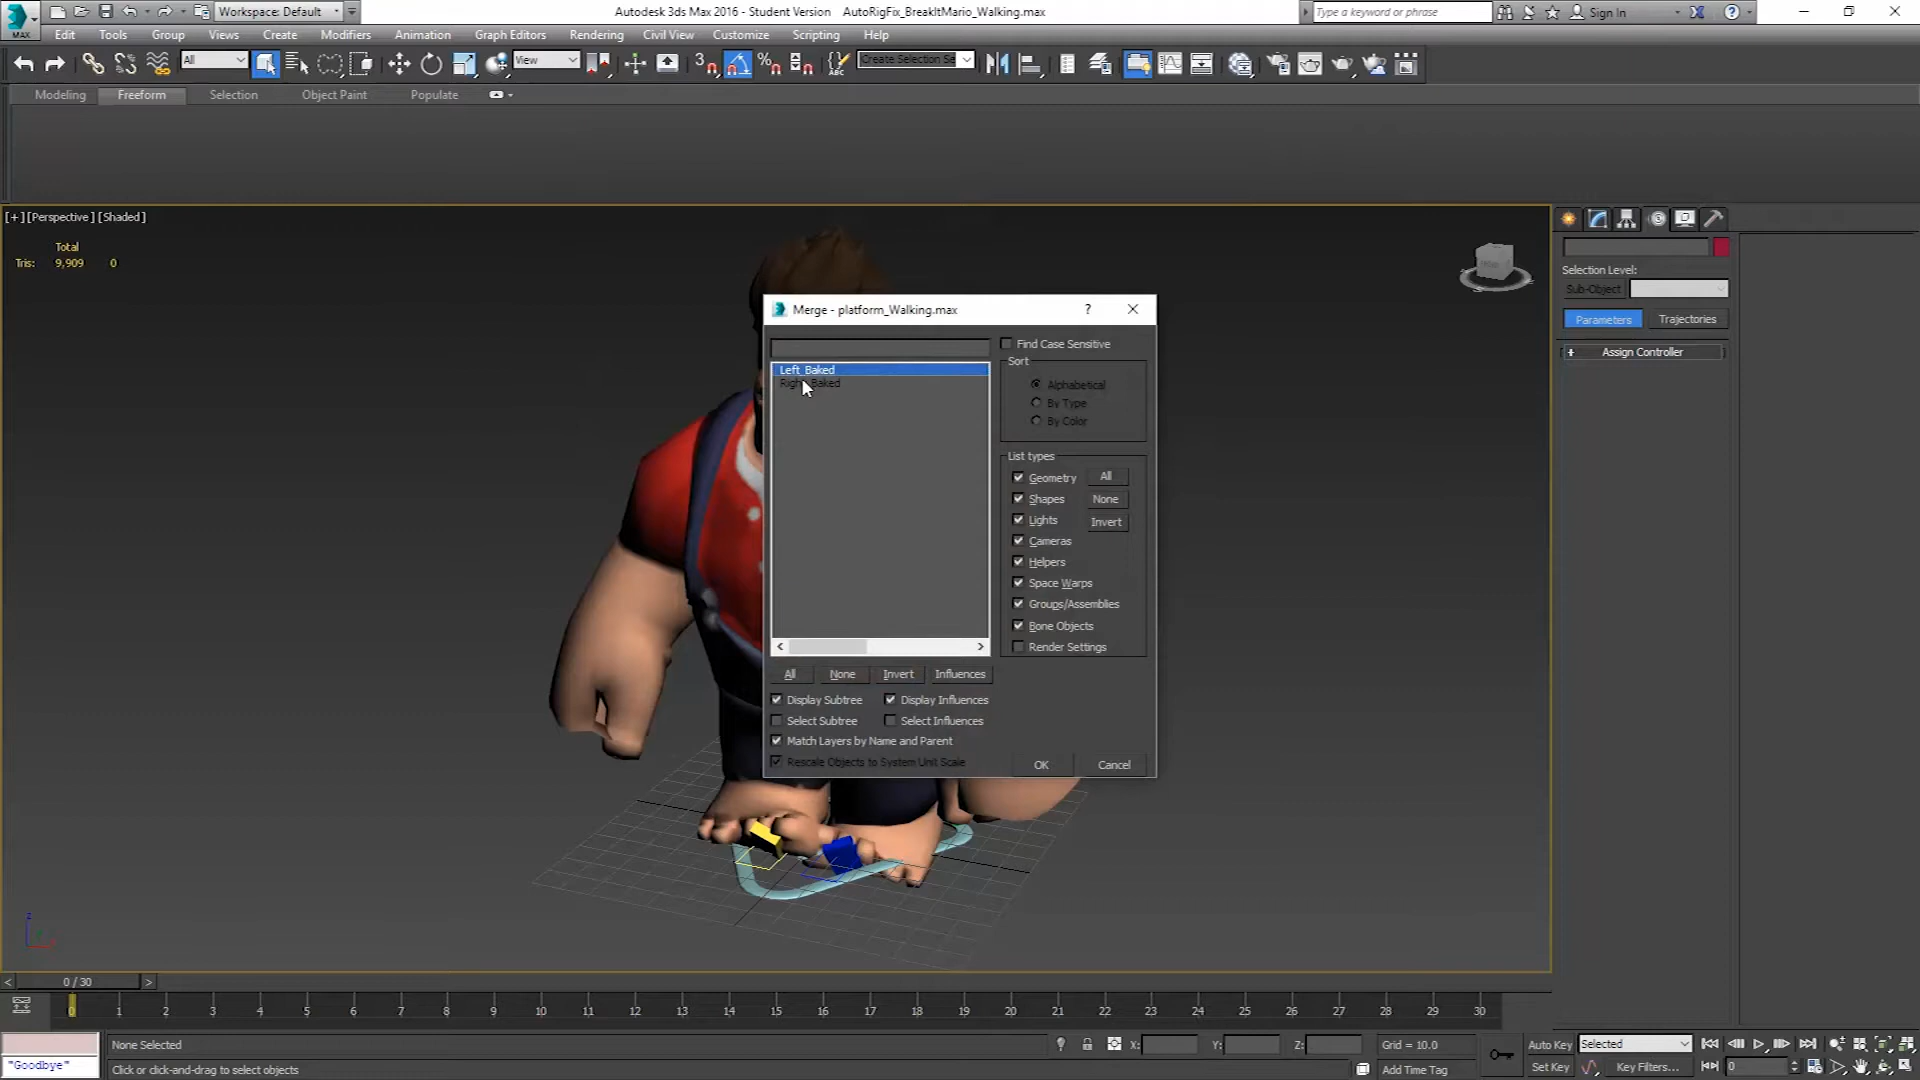 Workspace: Default
Autodesk 3ds Max 2016 - Student Version AutoRigFix_BreakItMario_Walking.max
Type a keyword or phrase
Sign In
MAX
Edit Tools Group Views Create Modifiers Animation Graph Editors Rendering Civil View Customize Scripting Help
All
View
3
ABC
Create Selection Se
Modeling Freeform Selection Object Paint Populate
[+] [Perspective] [Shaded]
Total
Tris: 9,909 0
Merge - platform_Walking.max
?
Left_Baked
Right_Baked
Find Case Sensitive
Sort
Alphabetical
By Type
By Color
List types
Geometry All
Shapes None
Lights Invert
Cameras
Helpers
Space Warps
Groups/Assemblies
Bone Objects
Render Settings
All None Invert Influences
Display Subtree Display Influences
Select Subtree Select Influences
Match Layers by Name and Parent
Rescale Objects to System Unit Scale
OK Cancel
Selection Level:
Sub-Object
Parameters Trajectories
+ Assign Controller
z
< 0 / 30 >
0 1 2 3 4 5 6 7 8 9 10 11 12 13 14 15 16 17 18 19 20 21 22 23 24 25 26 27 28 29 30
None Selected
X: Y: Z: Grid = 10.0
Auto Key Selected
"Goodbye"
Click or click-and-drag to select objects
Add Time Tag
Set Key Key Filters... 0